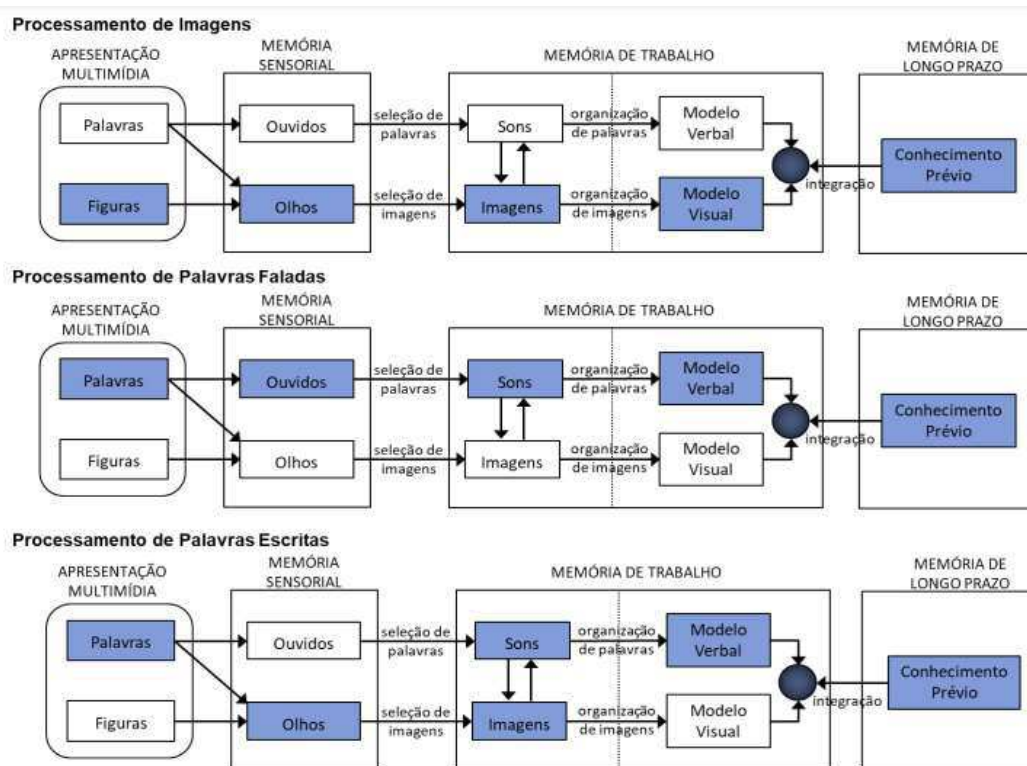 Processamento de Imagens
APRESENTAÇÃO
MULTIMÍDIA
MEMÓRIA
SENSORIAL
MEMÓRIA DE TRABALHO
MEMÓRIA DE
LONGO PRAZO
Palavras
Ouvidos
seleção de
palavras
Sons
organização
de palavras
Modelo
Verbal
Figuras
Olhos
seleção de
imagens
Imagens
organização
de imagens
Modelo
Visual
integração
Conhecimento
Prévio
Processamento de Palavras Faladas
APRESENTAÇÃO
MULTIMÍDIA
MEMÓRIA
SENSORIAL
MEMÓRIA DE TRABALHO
MEMÓRIA DE
LONGO PRAZO
Palavras
Ouvidos
seleção de
palavras
Sons
organização
de palavras
Modelo
Verbal
Figuras
Olhos
seleção de
imagens
Imagens
organização
de imagens
Modelo
Visual
integração
Conhecimento
Prévio
Processamento de Palavras Escritas
APRESENTAÇÃO
MULTIMÍDIA
MEMÓRIA
SENSORIAL
MEMÓRIA DE TRABALHO
MEMÓRIA DE
LONGO PRAZO
Palavras
Ouvidos
seleção de
palavras
Sons
organização
de palavras
Modelo
Verbal
Figuras
Olhos
seleção de
imagens
Imagens
organização
de imagens
Modelo
Visual
integração
Conhecimento
Prévio